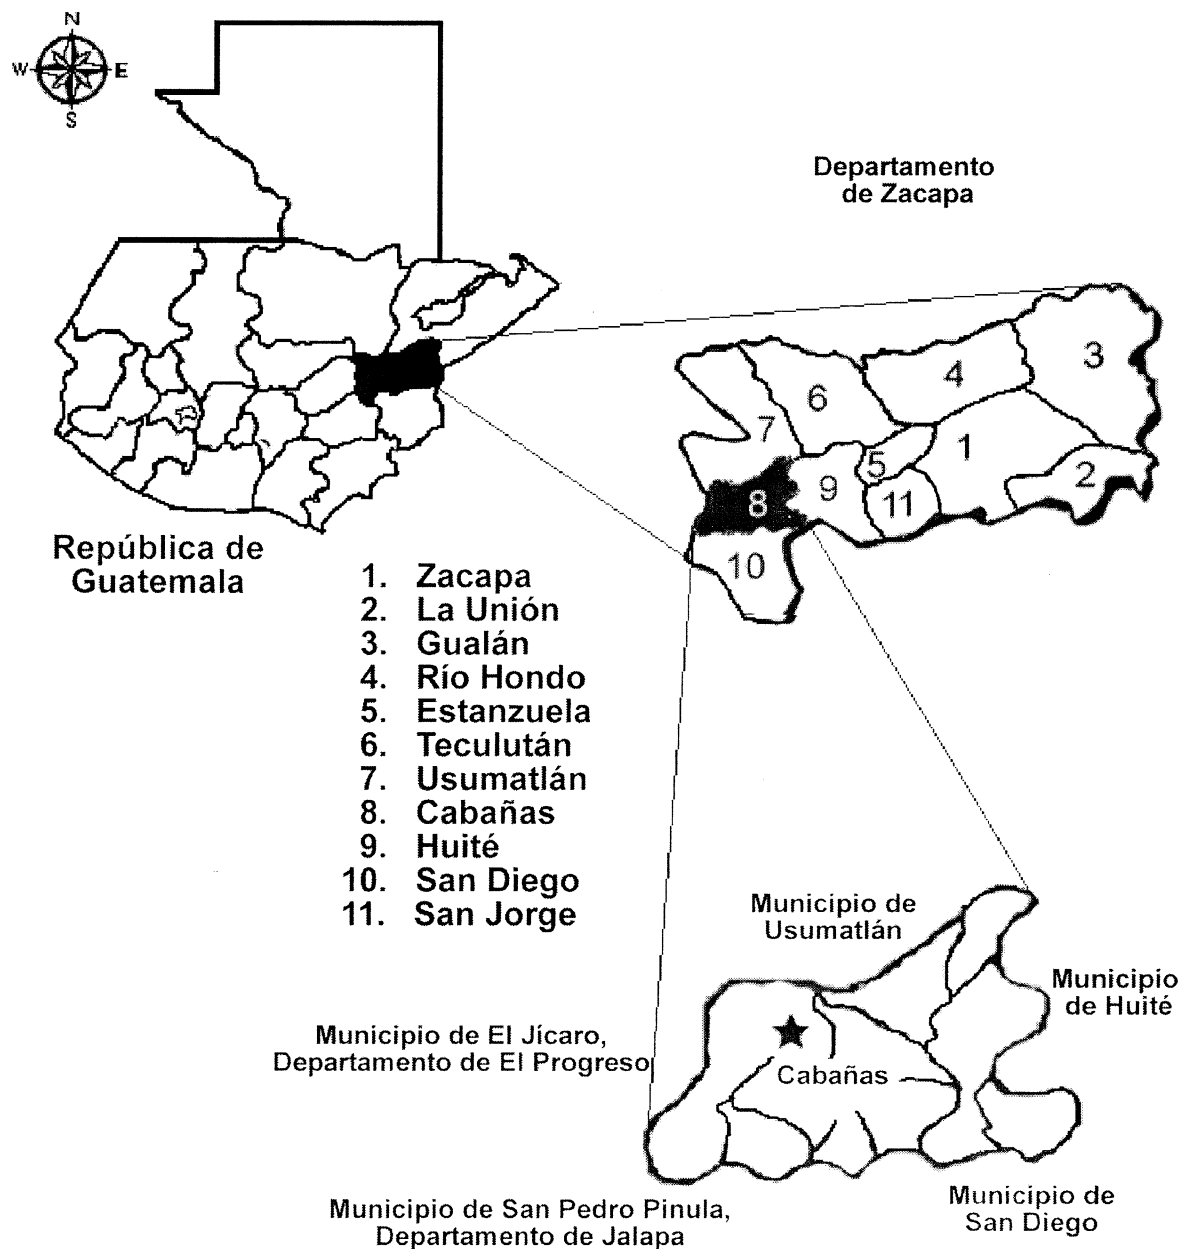 N
W E
S
Departamento
de Zacapa
3
4
6
7
1
5
2
9
8
11
10
República de
Guatemala
1. Zacapa
2. La Unión
3. Gualán
4. Río Hondo
5. Estanzuela
6. Teculután
7. Usumatlán
8. Cabañas
9. Huité
10. San Diego
11. San Jorge
Municipio de
Usumatlán
Municipio
de Huité
Municipio de El Jícaro,
Departamento de El Progreso
Cabañas
Municipio de San Pedro Pinula,
Departamento de Jalapa
Municipio de
San Diego